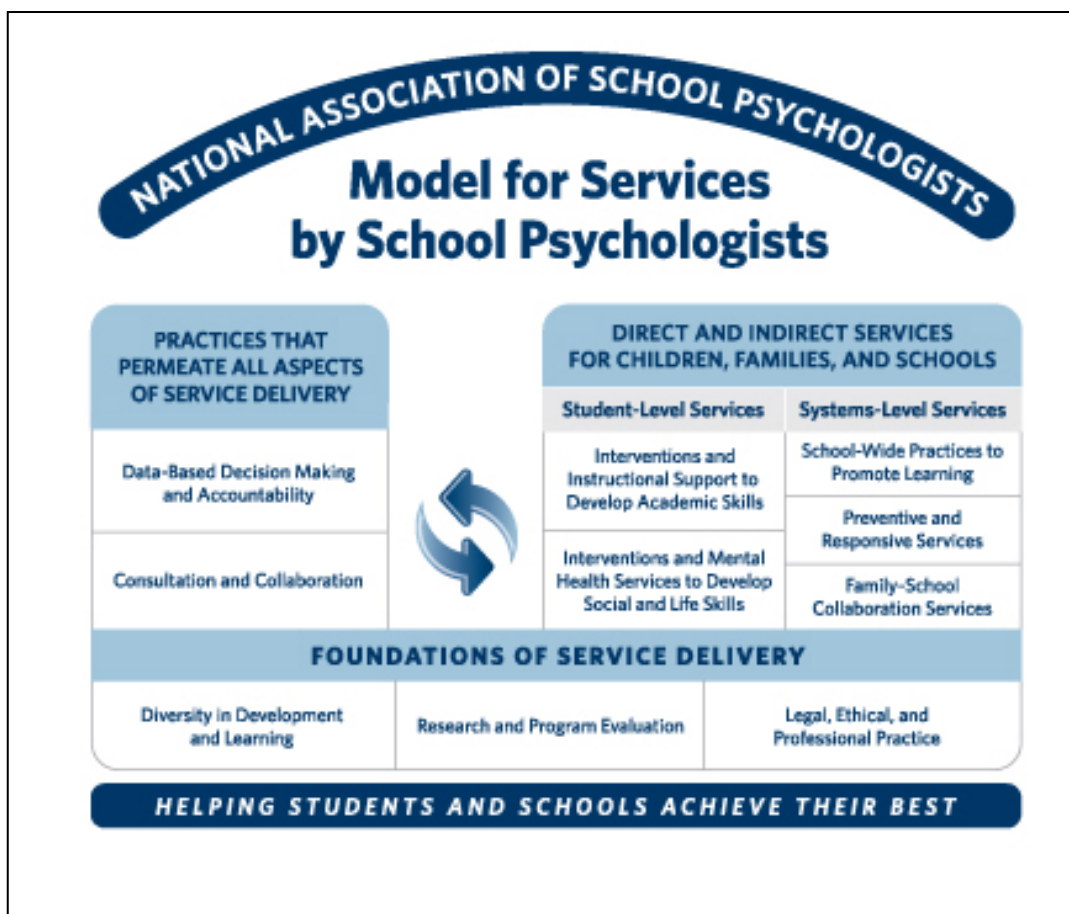 NATIONAL ASSOCIATION OF SCHOOL PSYCHOLOGISTS
Model for Services
by School Psychologists
PRACTICES THAT
PERMEATE ALL ASPECTS
OF SERVICE DELIVERY
Data-Based Decision Making
and Accountability
Consultation and Collaboration
DIRECT AND INDIRECT SERVICES
FOR CHILDREN, FAMILIES, AND SCHOOLS
Student-Level Services
Interventions and
Instructional Support to
Develop Academic Skills
Interventions and Mental
Health Services to Develop
Social and Life Skills
Systems-Level Services
School-Wide Practices to
Promote Learning
Preventive and
Responsive Services
Family–School
Collaboration Services
FOUNDATIONS OF SERVICE DELIVERY
Diversity in Development
and Learning
Research and Program Evaluation
Legal, Ethical, and
Professional Practice
HELPING STUDENTS AND SCHOOLS ACHIEVE THEIR BEST